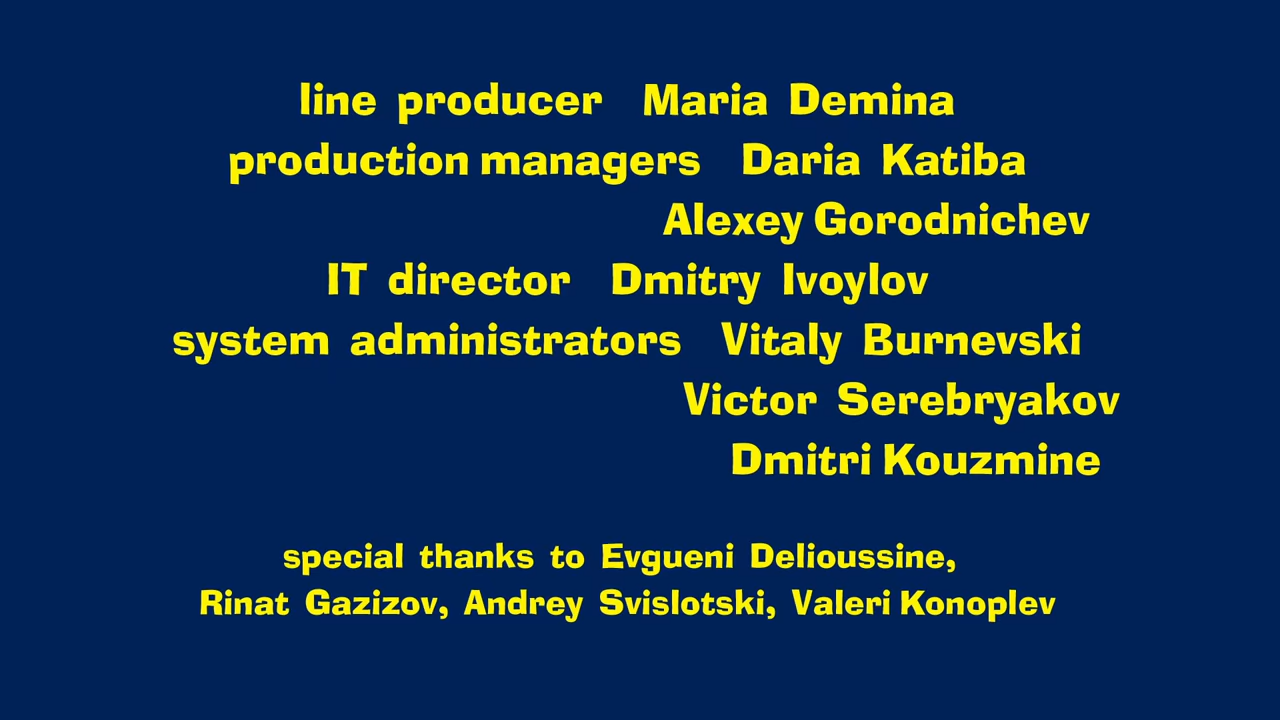 line producer Maria Demina
production managers Daria Katiba
Alexey Gorodnichev
IT director Dmitry Ivoylov
system administrators Vitaly Burnevski
Victor Serebryakov
Dmitri Kouzmine
special thanks to Evgueni Delioussine,
Rinat Gazizov, Andrey Svislotski, Valeri Konoplev